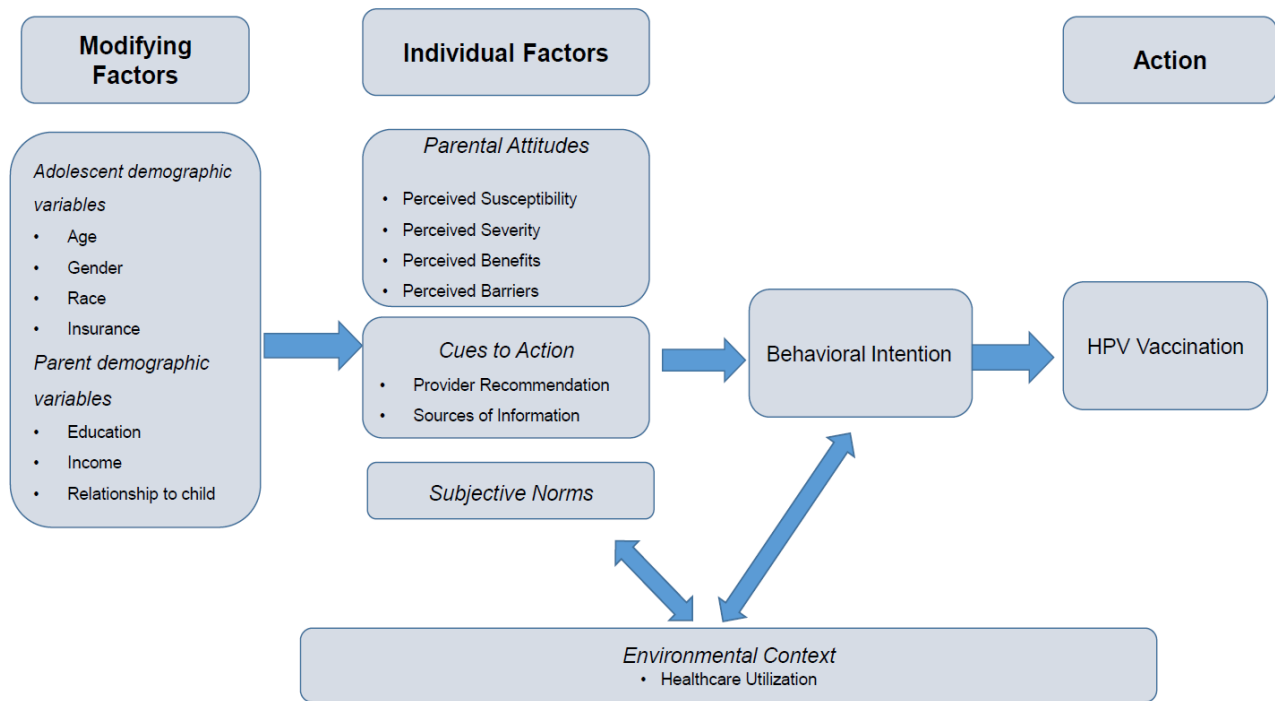 Modifying
Factors
Individual Factors
Action
Adolescent demographic
variables
• Age
• Gender
• Race
• Insurance
Parent demographic
variables
• Education
• Income
• Relationship to child
Parental Attitudes
• Perceived Susceptibility
• Perceived Severity
• Perceived Benefits
• Perceived Barriers
Cues to Action
• Provider Recommendation
• Sources of Information
Subjective Norms
Behavioral Intention
HPV Vaccination
Environmental Context
• Healthcare Utilization